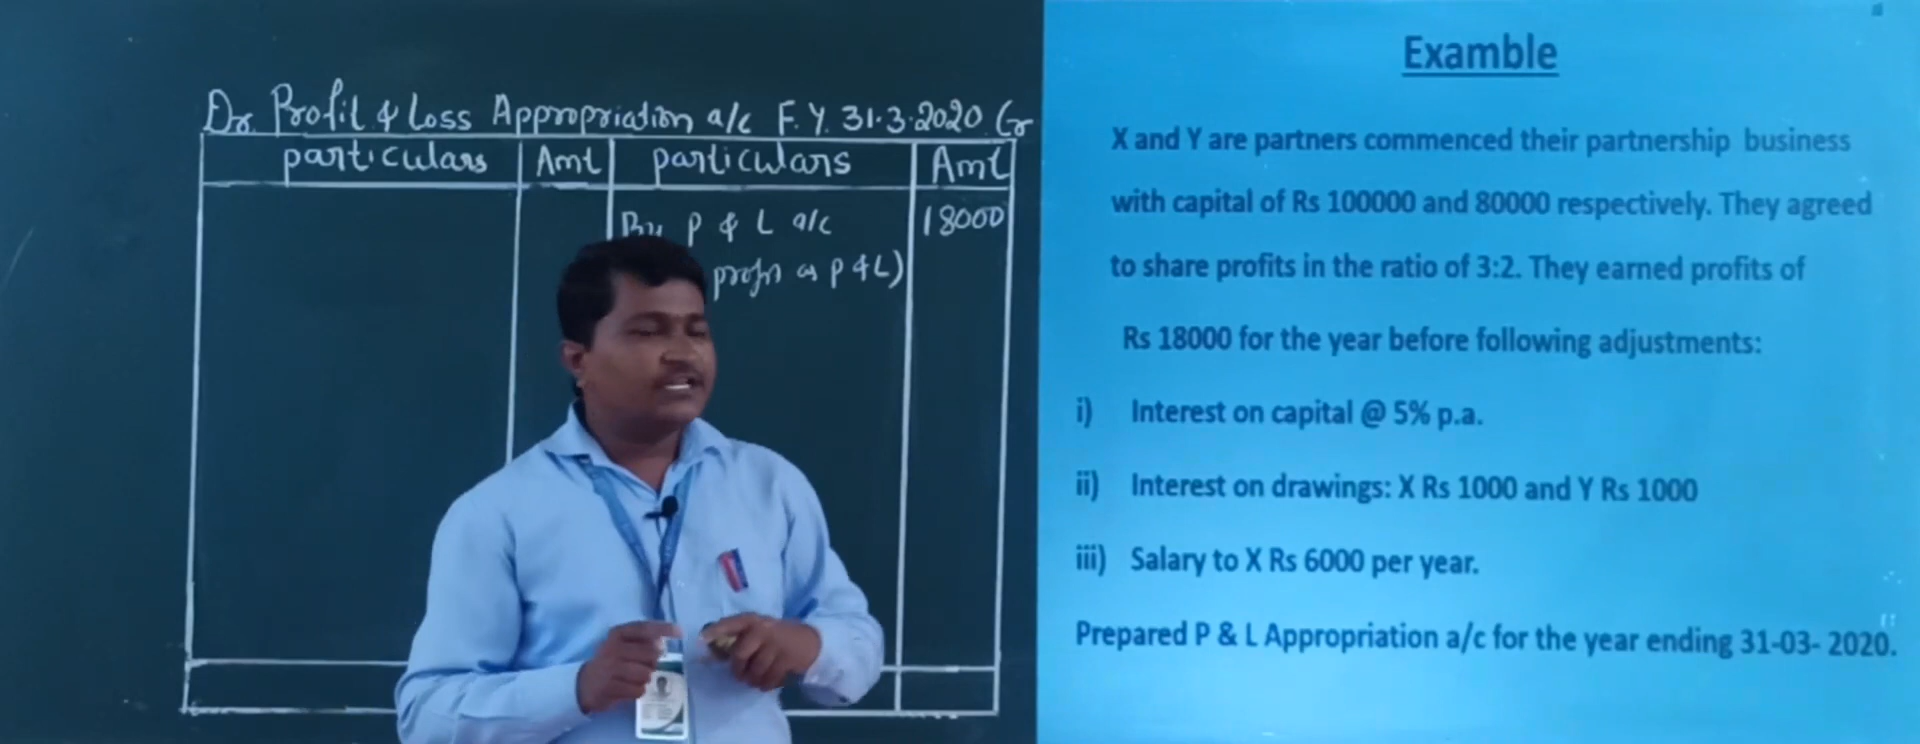 Dr. Profit & Loss Appropriation a/c F.Y. 31.3.2020 Cr
particulars Amt particulars Amt
By P & L a/c 18000
profit as P&L)
Examble
X and Y are partners commenced their partnership business
with capital of Rs 100000 and 80000 respectively. They agreed
to share profits in the ratio of 3:2. They earned profits of
Rs 18000 for the year before following adjustments:
i) Interest on capital @ 5% p.a.
ii) Interest on drawings: X Rs 1000 and Y Rs 1000
iii) Salary to X Rs 6000 per year.
Prepared P & L Appropriation a/c for the year ending 31-03- 2020.